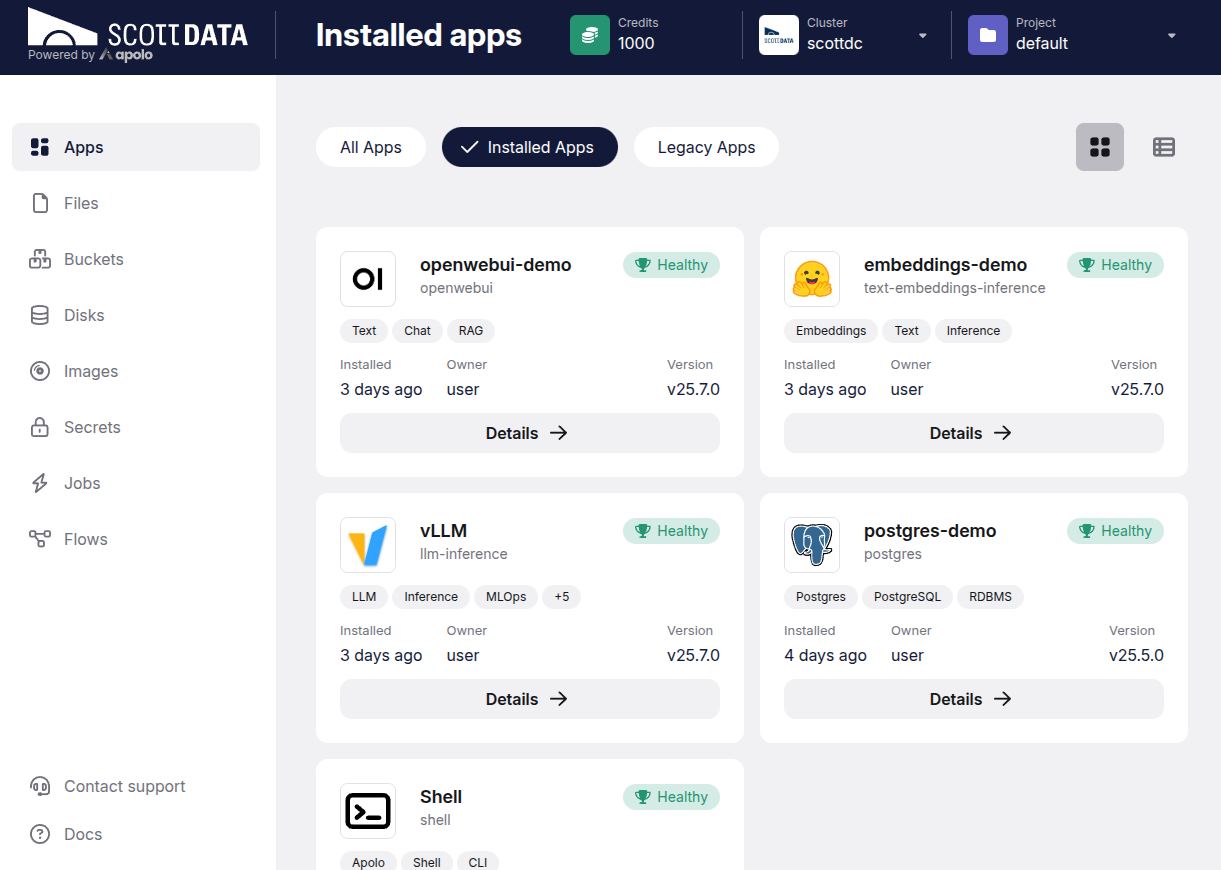 SCOTT DATA
Powered by apolo
Installed apps
Credits
1000
SCOTT DATA
Cluster
scottdc
Project
default
Apps
Files
Buckets
Disks
Images
Secrets
Jobs
Flows
Contact support
Docs
All Apps
Installed Apps
Legacy Apps
OI
openwebui-demo
openwebui
Healthy
Text Chat RAG
Installed Owner Version
3 days ago user v25.7.0
Details
embeddings-demo
text-embeddings-inference
Healthy
Embeddings Text Inference
Installed Owner Version
3 days ago user v25.7.0
Details
vLLM
llm-inference
Healthy
LLM Inference MLOps +5
Installed Owner Version
3 days ago user v25.7.0
Details
postgres-demo
postgres
Healthy
Postgres PostgreSQL RDBMS
Installed Owner Version
4 days ago user v25.5.0
Details
Shell
shell
Healthy
Apolo Shell CLI